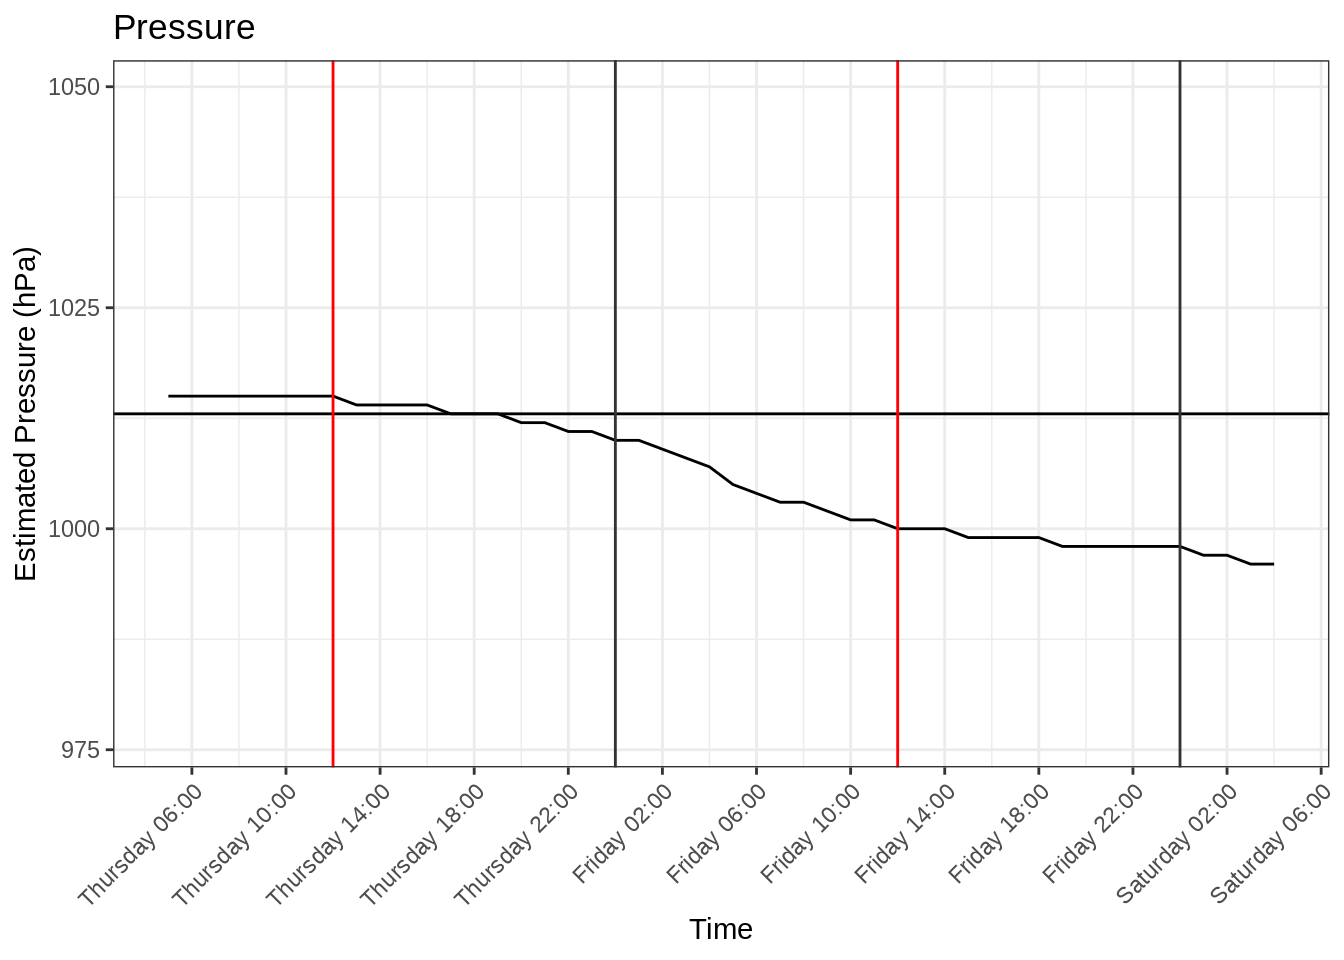 Pressure
Estimated Pressure (hPa)
1050
1025
1000
975
Thursday 06:00
Thursday 10:00
Thursday 14:00
Thursday 18:00
Thursday 22:00
Friday 02:00
Friday 06:00
Friday 10:00
Friday 14:00
Friday 18:00
Friday 22:00
Saturday 02:00
Saturday 06:00
Time